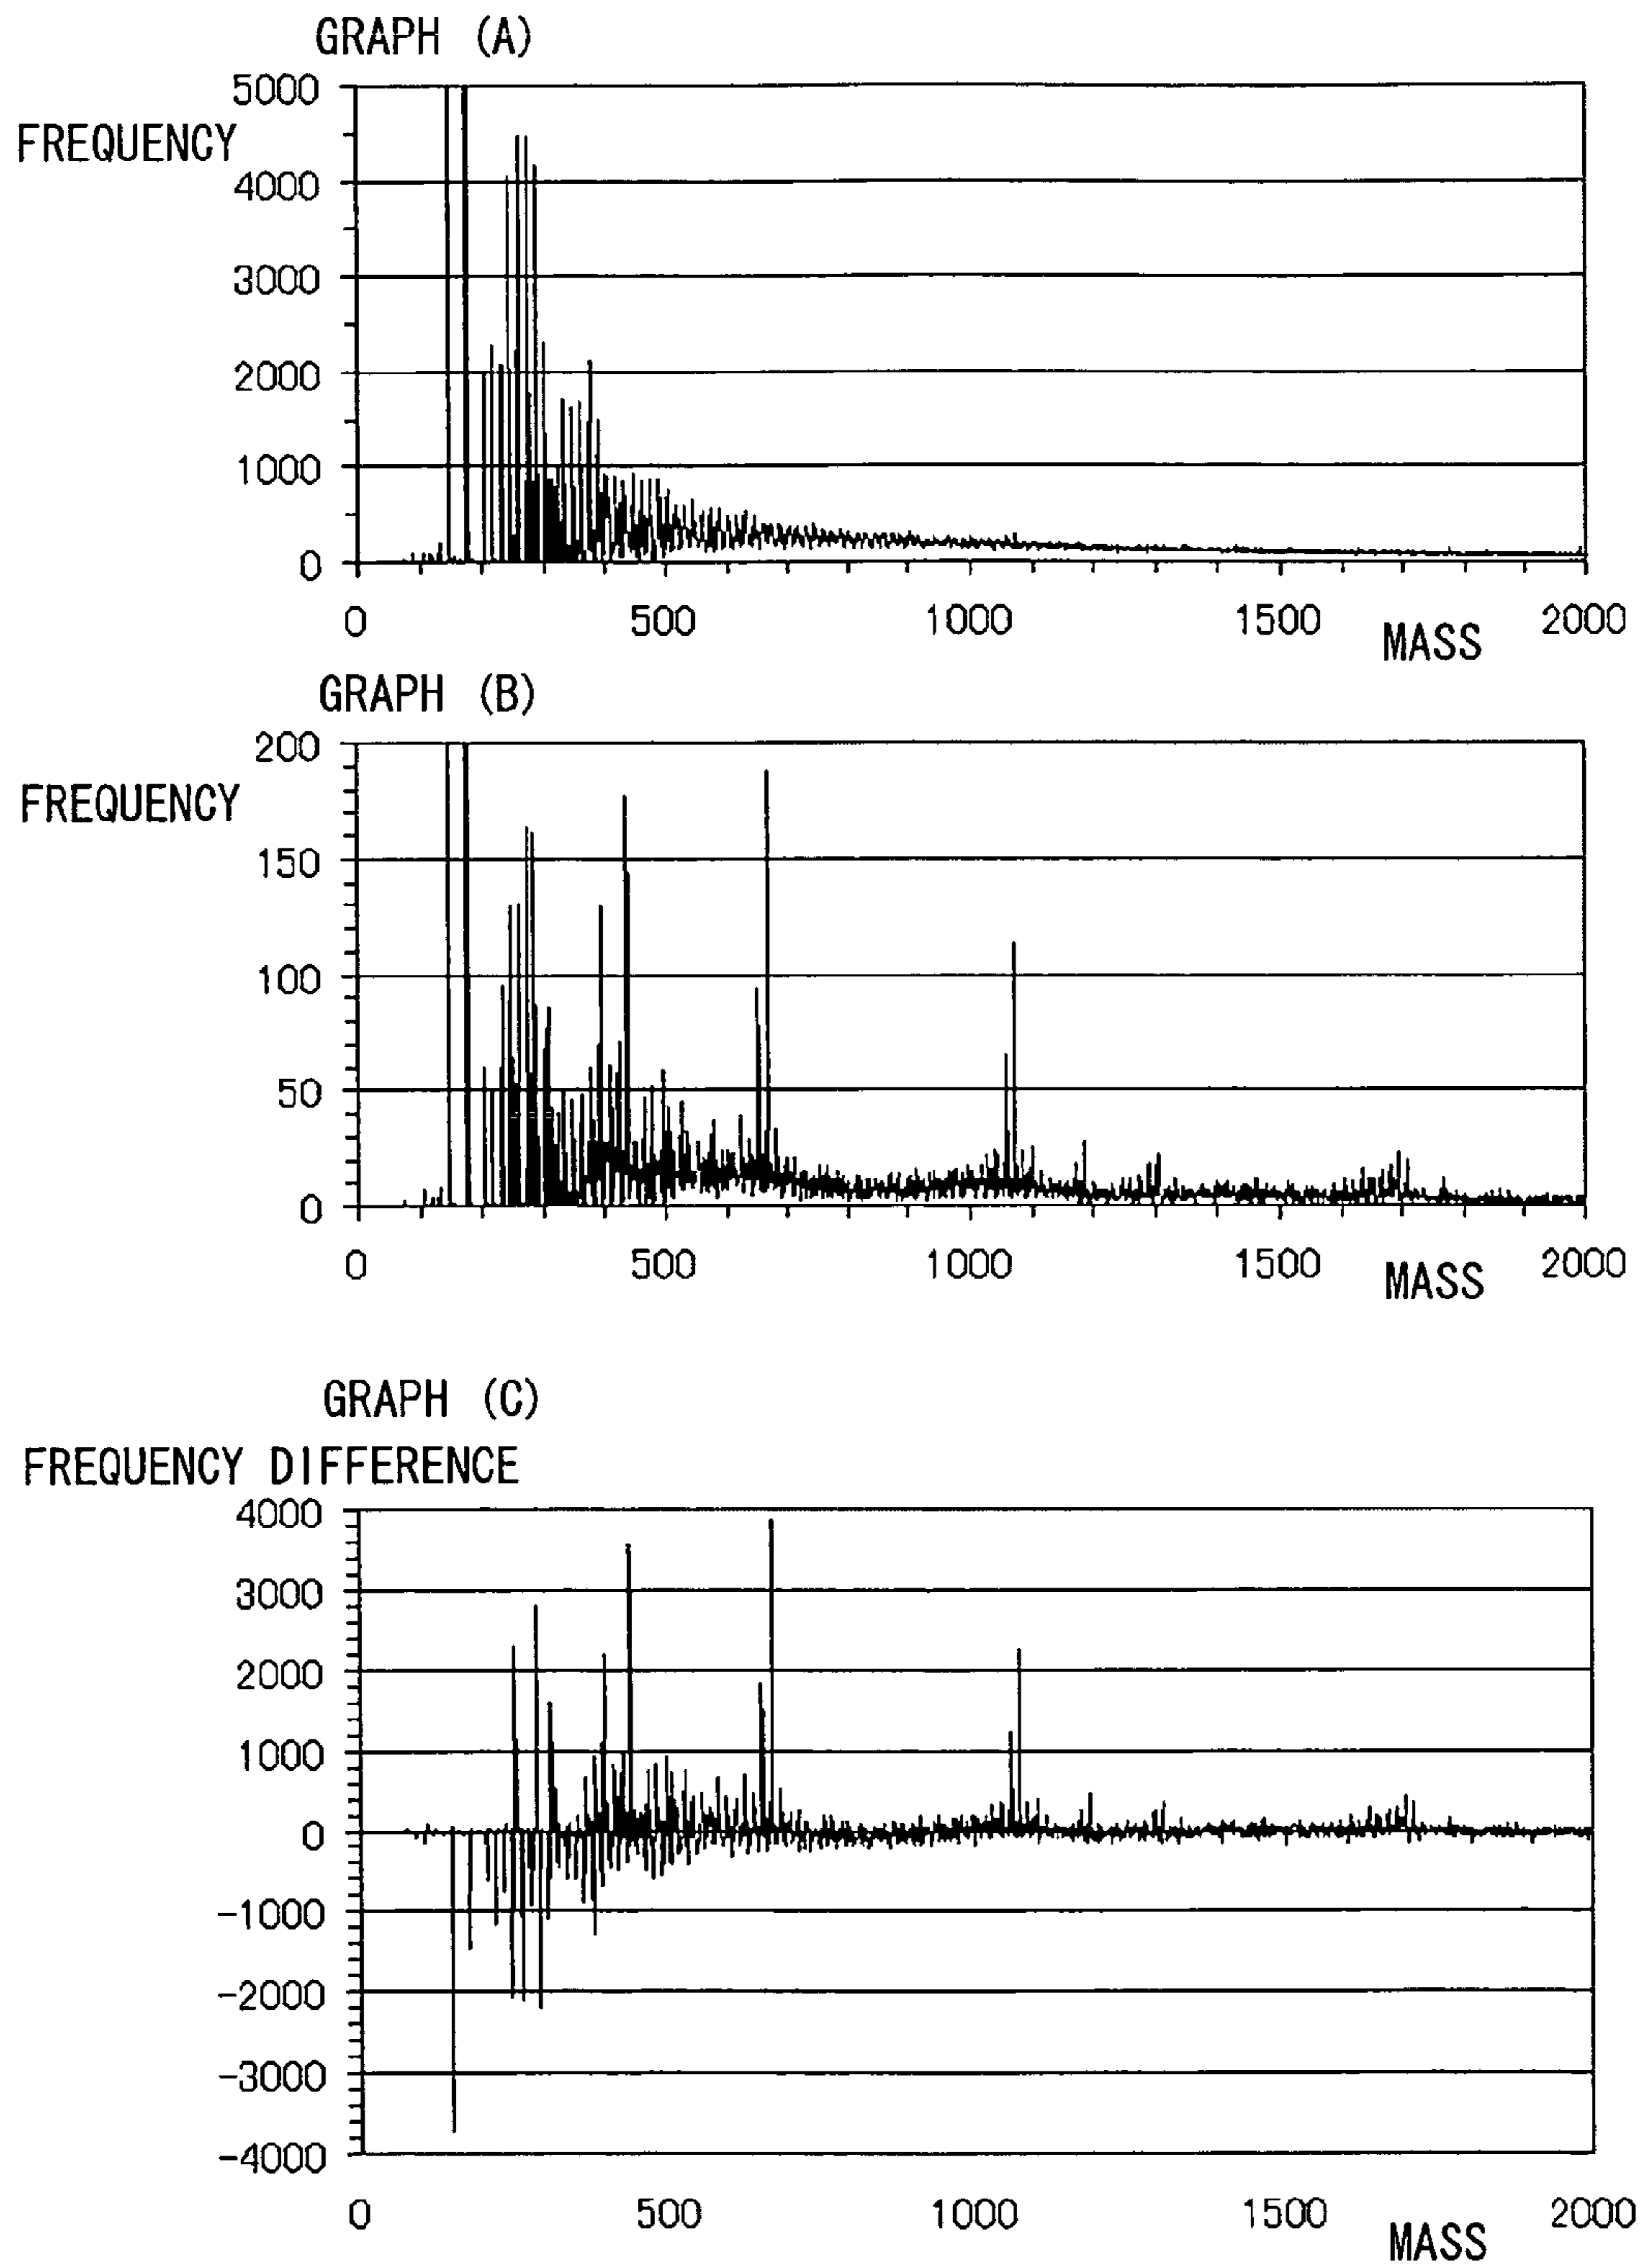 GRAPH (A)
5000
FREQUENCY
4000
3000
2000
1000
0
0 500 1000 1500 2000
MASS
GRAPH (B)
200
FREQUENCY
150
100
50
0
0 500 1000 1500 2000
MASS
GRAPH (C)
FREQUENCY DIFFERENCE
4000
3000
2000
1000
0
-1000
-2000
-3000
-4000
0 500 1000 1500 2000
MASS